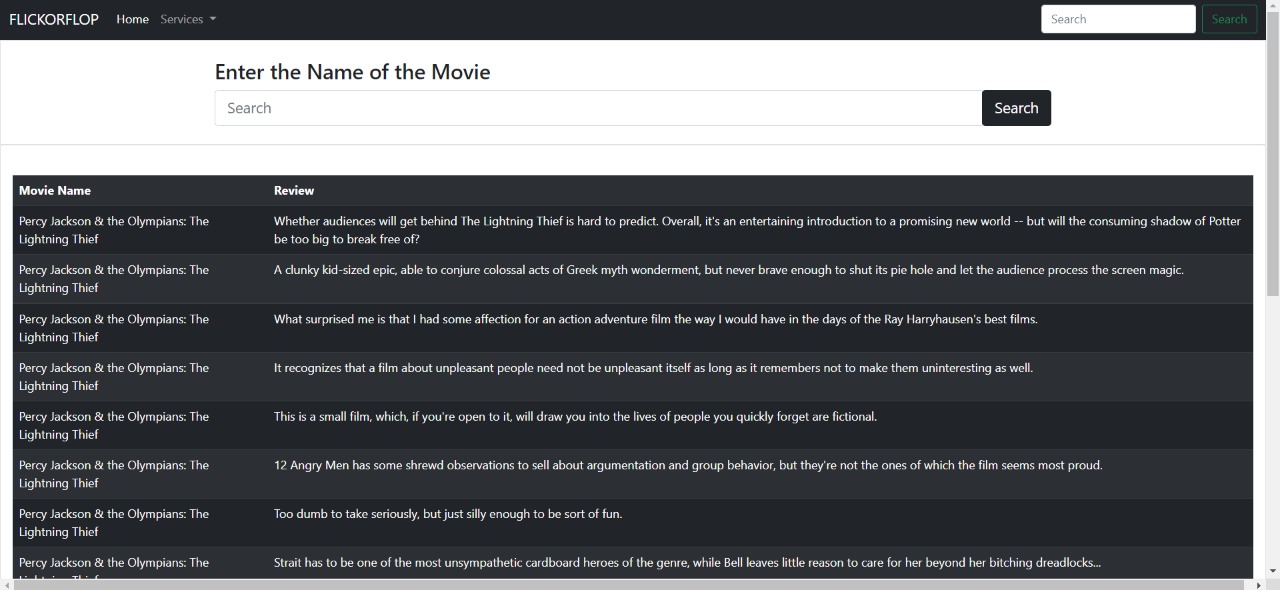 FLICKORFLOP Home Services Search Search
Enter the Name of the Movie
Search Search
Movie Name Review
Percy Jackson & the Olympians: The Whether audiences will get behind The Lightning Thief is hard to predict. Overall, it's an entertaining introduction to a promising new world -- but will the consuming shadow of Potter
Lightning Thief be too big to break free of?
Percy Jackson & the Olympians: The A clunky kid-sized epic, able to conjure colossal acts of Greek myth wonderment, but never brave enough to shut its pie hole and let the audience process the screen magic.
Lightning Thief
Percy Jackson & the Olympians: The What surprised me is that I had some affection for an action adventure film the way I would have in the days of the Ray Harryhausen's best films.
Lightning Thief
Percy Jackson & the Olympians: The It recognizes that a film about unpleasant people need not be unpleasant itself as long as it remembers not to make them uninteresting as well.
Lightning Thief
Percy Jackson & the Olympians: The This is a small film, which, if you're open to it, will draw you into the lives of people you quickly forget are fictional.
Lightning Thief
Percy Jackson & the Olympians: The 12 Angry Men has some shrewd observations to sell about argumentation and group behavior, but they're not the ones of which the film seems most proud.
Lightning Thief
Percy Jackson & the Olympians: The Too dumb to take seriously, but just silly enough to be sort of fun.
Lightning Thief
Percy Jackson & the Olympians: The Strait has to be one of the most unsympathetic cardboard heroes of the genre, while Bell leaves little reason to care for her beyond her bitching dreadlocks...